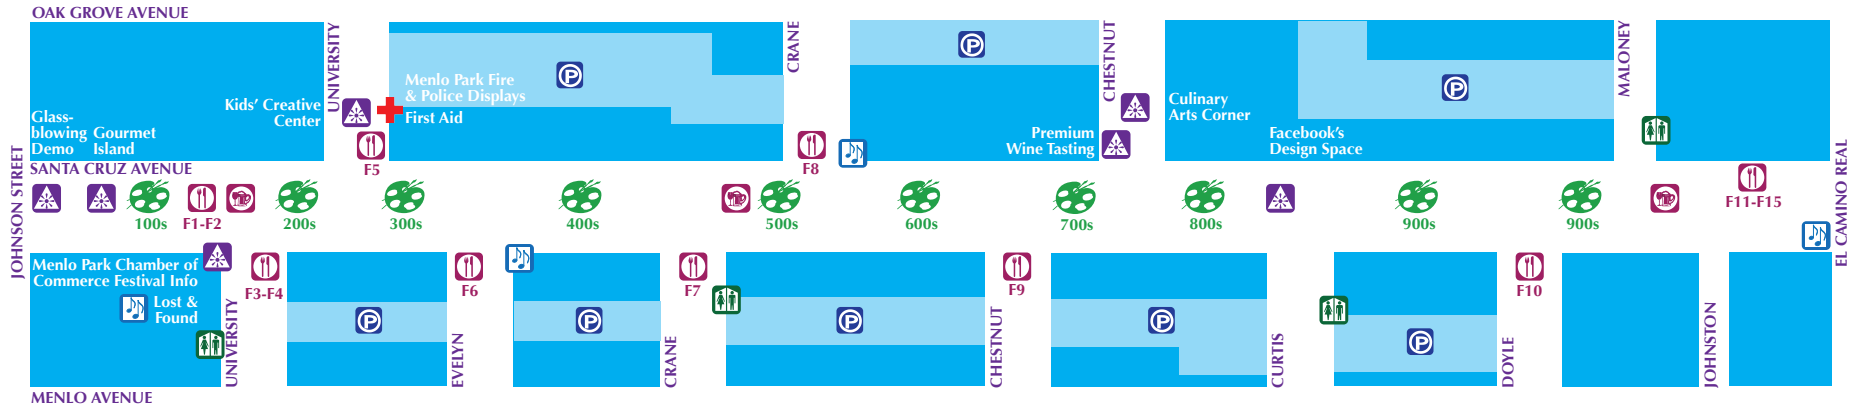 OAK GROVE AVENUE
UNIVERSITY
CRANE
CHESTNUT
MALONEY
P
P
P
Menlo Park Fire
& Police Displays
First Aid
Kids' Creative
Center
Glass-
blowing
Demo
Gourmet
Island
Premium
Wine Tasting
Culinary
Arts Corner
Facebook's
Design Space
JOHNSON STREET
SANTA CRUZ AVENUE
EL CAMINO REAL
F5
F8
100s
F1-F2
200s
300s
400s
500s
600s
700s
800s
900s
900s
F11-F15
Menlo Park Chamber of
Commerce Festival Info
Lost &
Found
F3-F4
F6
F7
F9
F10
P
P
P
P
P
UNIVERSITY
EVELYN
CRANE
CHESTNUT
CURTIS
DOYLE
JOHNSTON
MENLO AVENUE